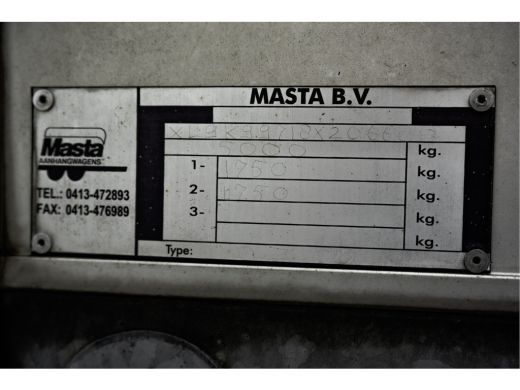 MASTA B.V.
Masta
AANHANGWAGENS
TEL.: 0413-472893
FAX: 0413-476989
5000 kg.
1- 1750 kg.
2- 1750 kg.
3- kg.
kg.
Type: